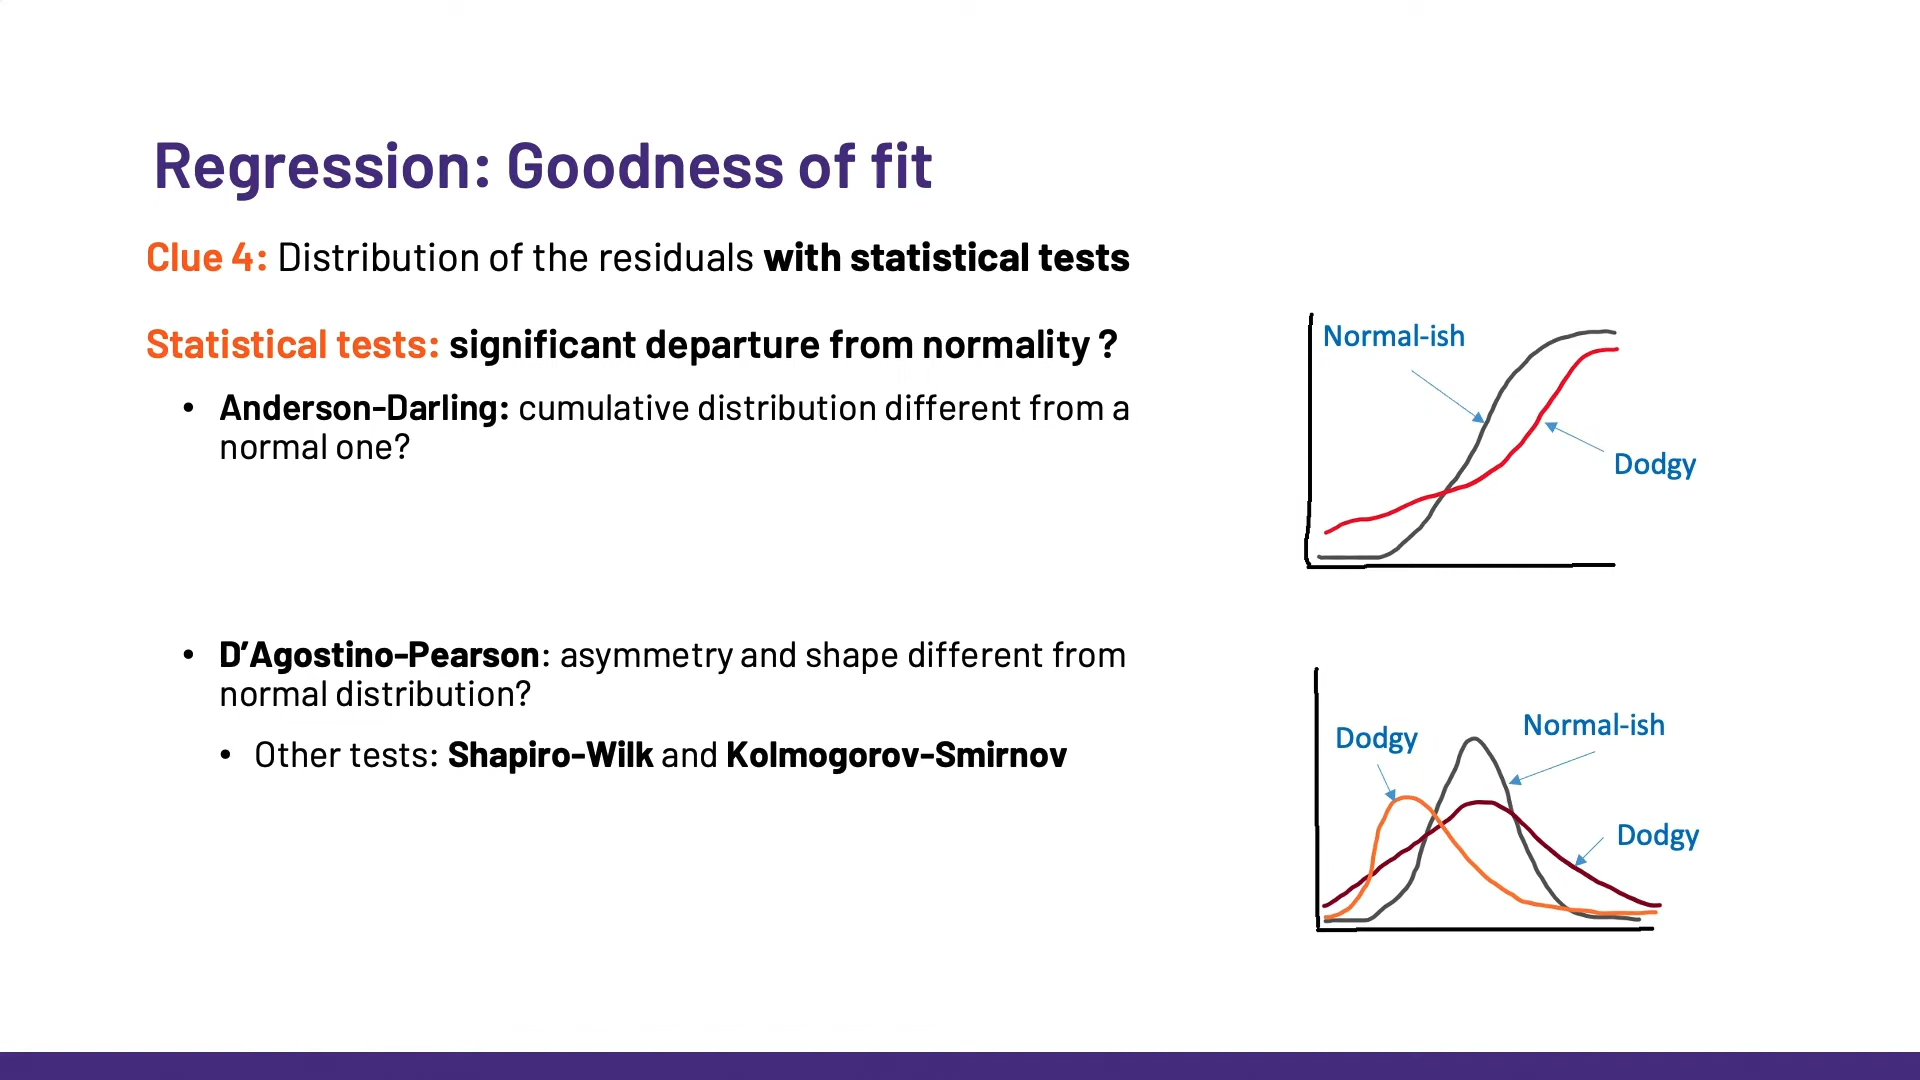 Regression: Goodness of fit
Clue 4: Distribution of the residuals with statistical tests
Statistical tests: significant departure from normality ?
• Anderson-Darling: cumulative distribution different from a
normal one?
Normal-ish
Dodgy
• D’Agostino-Pearson: asymmetry and shape different from
normal distribution?
• Other tests: Shapiro-Wilk and Kolmogorov-Smirnov
Dodgy
Normal-ish
Dodgy